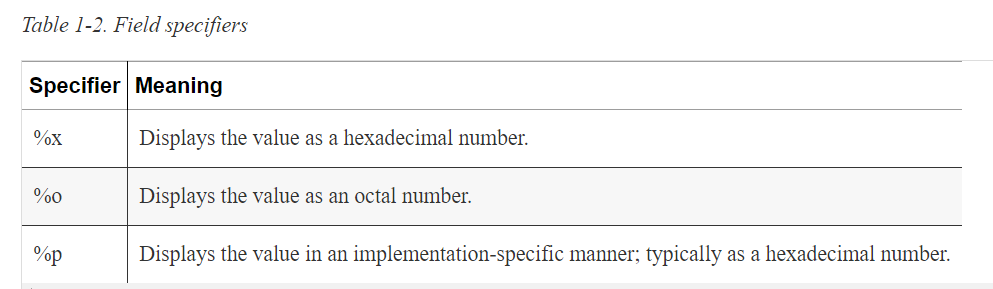 Table 1-2. Field specifiers
Specifier Meaning
%x Displays the value as a hexadecimal number.
%o Displays the value as an octal number.
%p Displays the value in an implementation-specific manner; typically as a hexadecimal number.